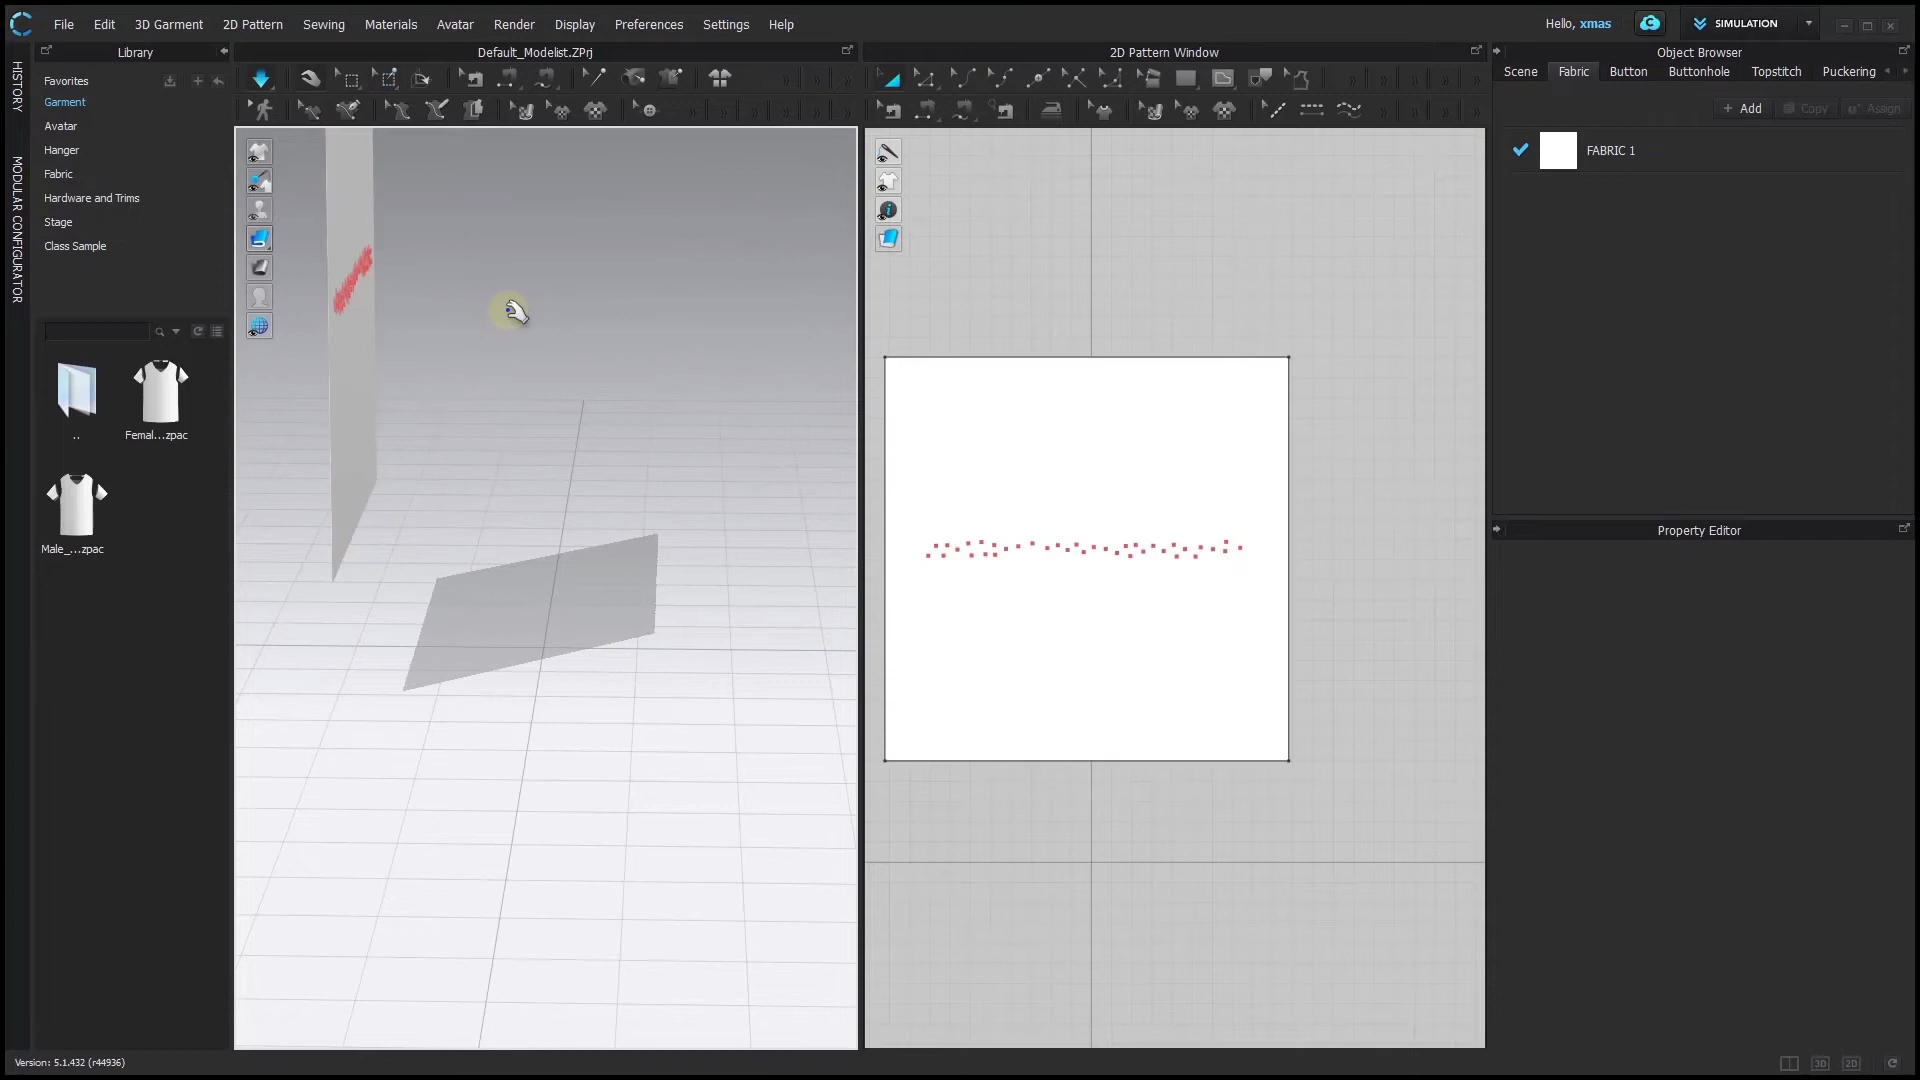 File Edit 3D Garment 2D Pattern Sewing Materials Avatar Render Display Preferences Settings Help
Hello, xmas
SIMULATION
Library
Default_Modelist.ZPrj
2D Pattern Window
Object Browser
HISTORY
MODULAR CONFIGURATOR
Favorites
Garment
Avatar
Hanger
Fabric
Hardware and Trims
Stage
Class Sample
..
Femal...zpac
Male_...zpac
Scene Fabric Button Buttonhole Topstitch Puckering
+ Add Copy Assign
FABRIC 1
Property Editor
Version: 5.1.432 (r44936)
3D 2D